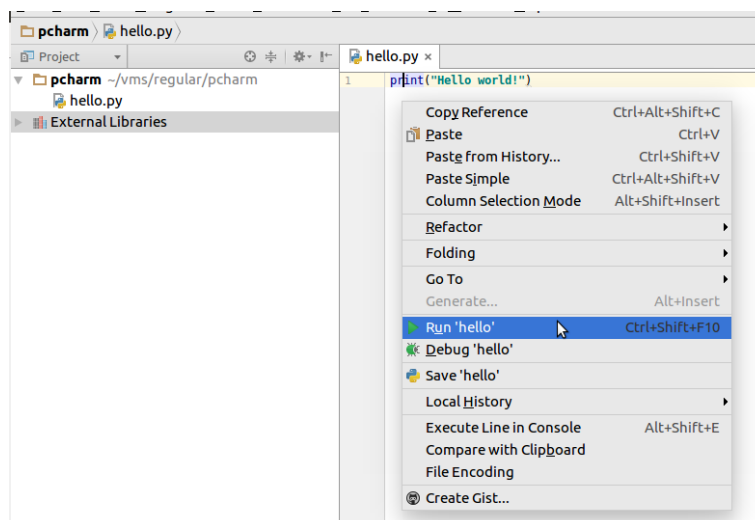 pcharm hello.py
Project
hello.py ×
pcharm ~/vms/regular/pcharm
hello.py
External Libraries
1 print("Hello world!")
Copy Reference Ctrl+Alt+Shift+C
Paste Ctrl+V
Paste from History... Ctrl+Shift+V
Paste Simple Ctrl+Alt+Shift+V
Column Selection Mode Alt+Shift+Insert
Refactor
Folding
Go To
Generate... Alt+Insert
Run 'hello' Ctrl+Shift+F10
Debug 'hello'
Save 'hello'
Local History
Execute Line in Console Alt+Shift+E
Compare with Clipboard
File Encoding
Create Gist...